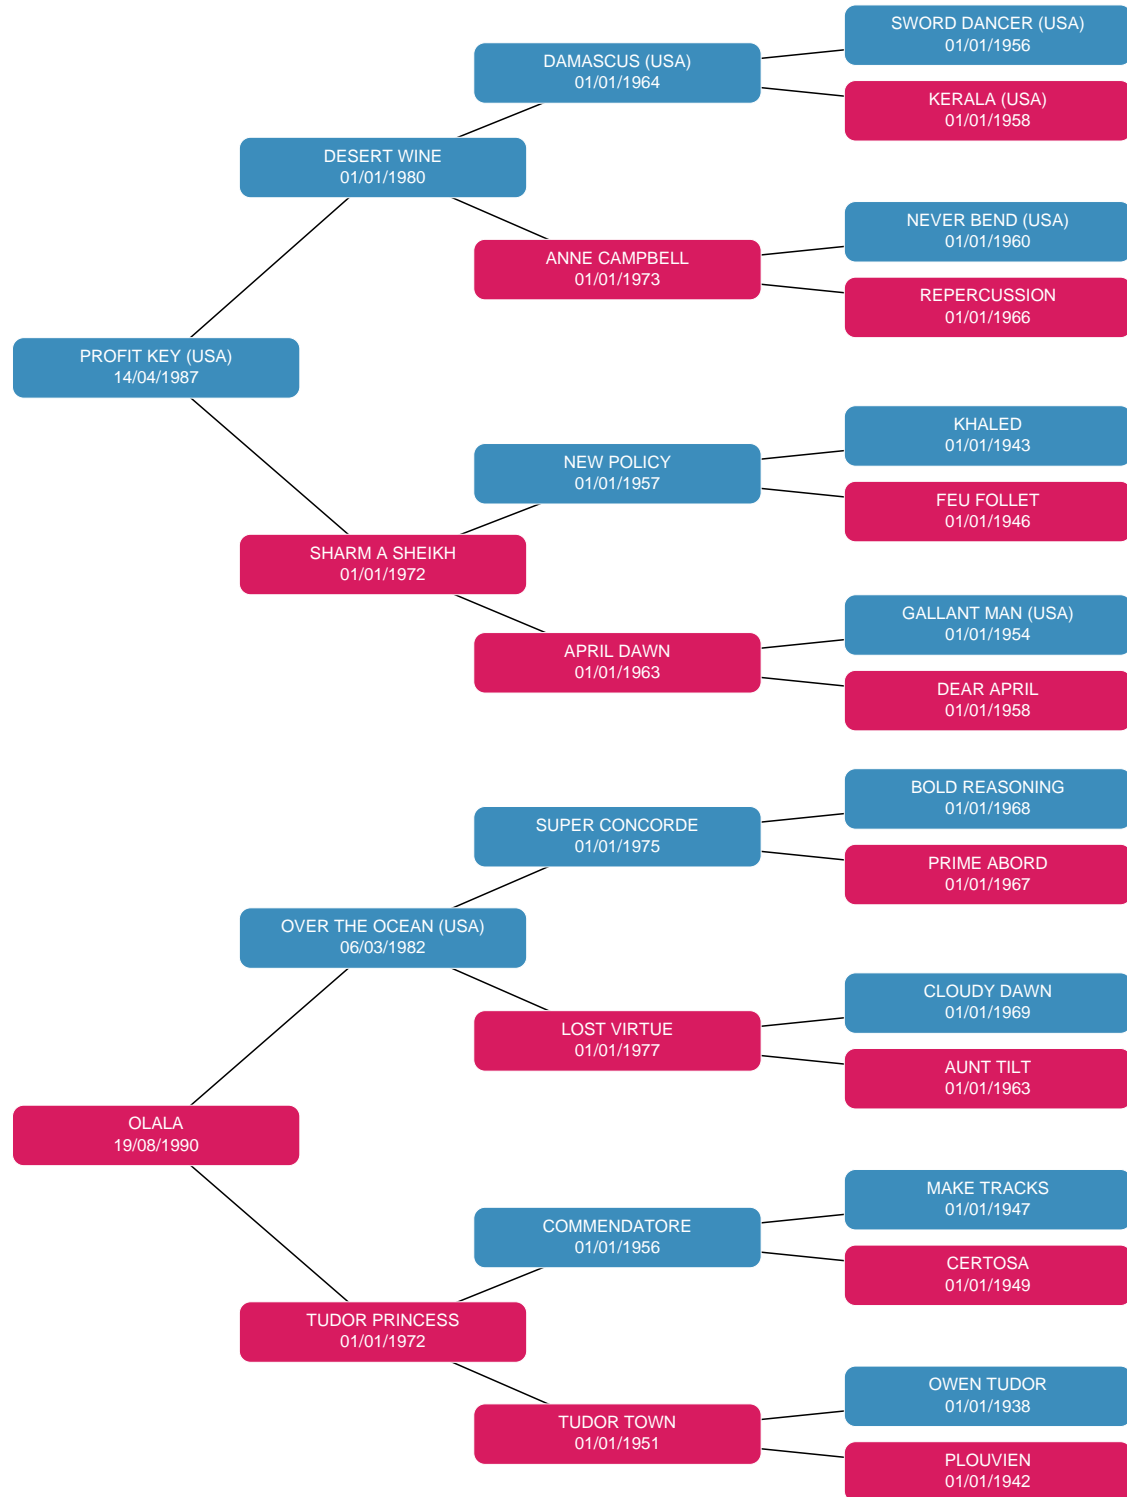 SWORD DANCER (USA)
01/01/1956
DAMASCUS (USA)
01/01/1964
KERALA (USA)
01/01/1958
DESERT WINE
01/01/1980
NEVER BEND (USA)
01/01/1960
ANNE CAMPBELL
01/01/1973
REPERCUSSION
01/01/1966
PROFIT KEY (USA)
14/04/1987
KHALED
01/01/1943
NEW POLICY
01/01/1957
FEU FOLLET
01/01/1946
SHARM A SHEIKH
01/01/1972
GALLANT MAN (USA)
01/01/1954
APRIL DAWN
01/01/1963
DEAR APRIL
01/01/1958
BOLD REASONING
01/01/1968
SUPER CONCORDE
01/01/1975
PRIME ABORD
01/01/1967
OVER THE OCEAN (USA)
06/03/1982
CLOUDY DAWN
01/01/1969
LOST VIRTUE
01/01/1977
AUNT TILT
01/01/1963
OLALA
19/08/1990
MAKE TRACKS
01/01/1947
COMMENDATORE
01/01/1956
CERTOSA
01/01/1949
TUDOR PRINCESS
01/01/1972
OWEN TUDOR
01/01/1938
TUDOR TOWN
01/01/1951
PLOUVIEN
01/01/1942